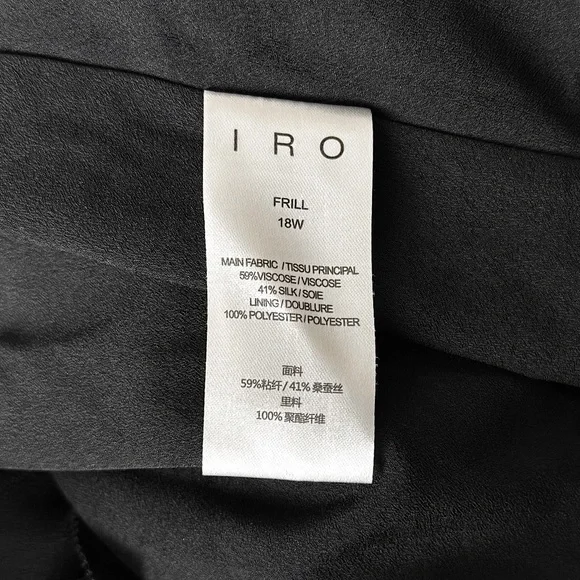 I R O
FRILL
18W
MAIN FABRIC / TISSU PRINCIPAL
59%VISCOSE / VISCOSE
41% SILK / SOIE
LINING / DOUBLURE
100% POLYESTER / POLYESTER
面料
59%粘纤 / 41% 桑蚕丝
里料
100% 聚酯纤维